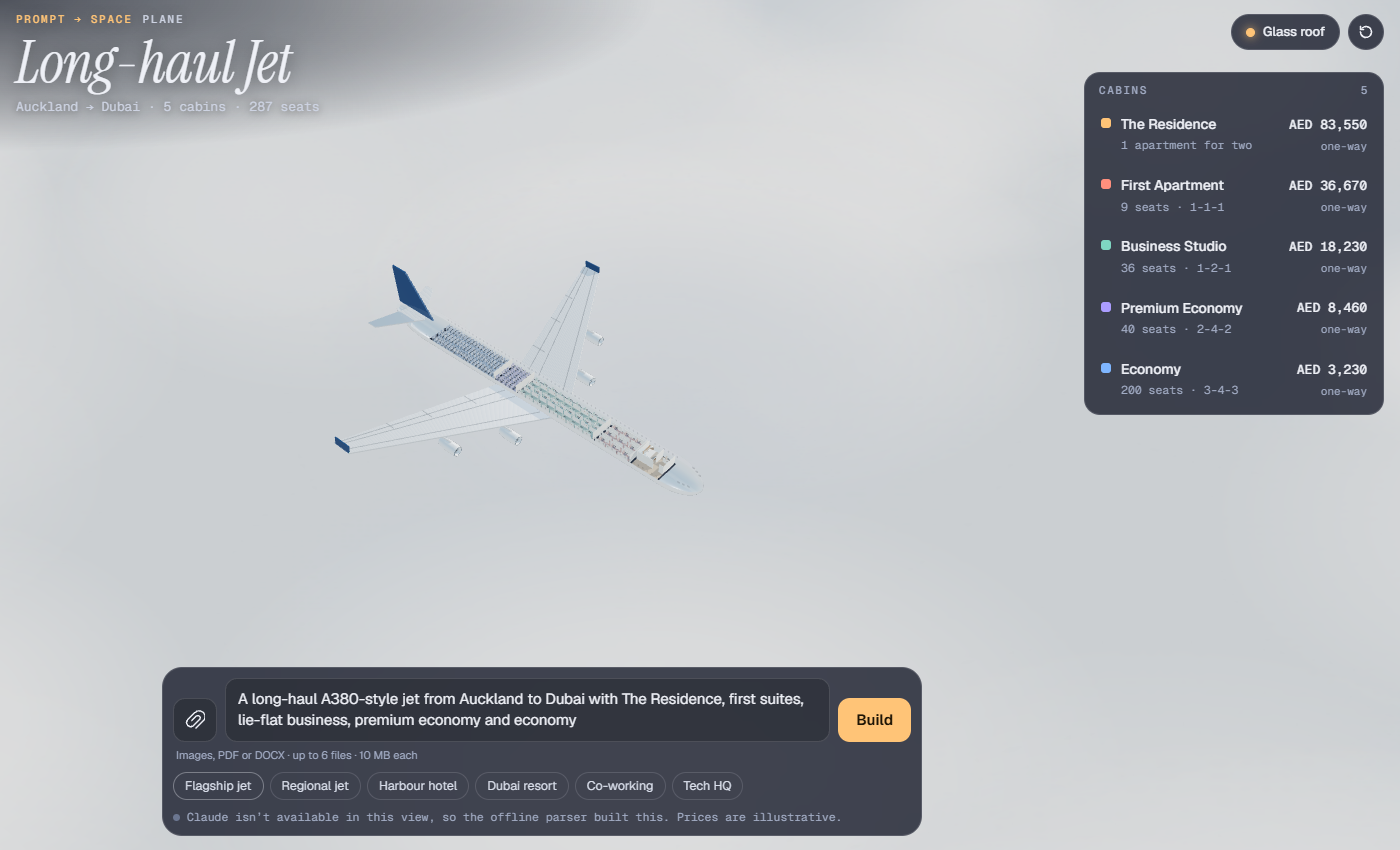 PROMPT → SPACE PLANE
Long-haul Jet
Auckland → Dubai · 5 cabins · 287 seats
Glass roof
CABINS 5
The Residence AED 83,550
1 apartment for two one-way
First Apartment AED 36,670
9 seats · 1-1-1 one-way
Business Studio AED 18,230
36 seats · 1-2-1 one-way
Premium Economy AED 8,460
40 seats · 2-4-2 one-way
Economy AED 3,230
200 seats · 3-4-3 one-way
A long-haul A380-style jet from Auckland to Dubai with The Residence, first suites,
lie-flat business, premium economy and economy
Build
Images, PDF or DOCX · up to 6 files · 10 MB each
Flagship jet Regional jet Harbour hotel Dubai resort Co-working Tech HQ
Claude isn't available in this view, so the offline parser built this. Prices are illustrative.